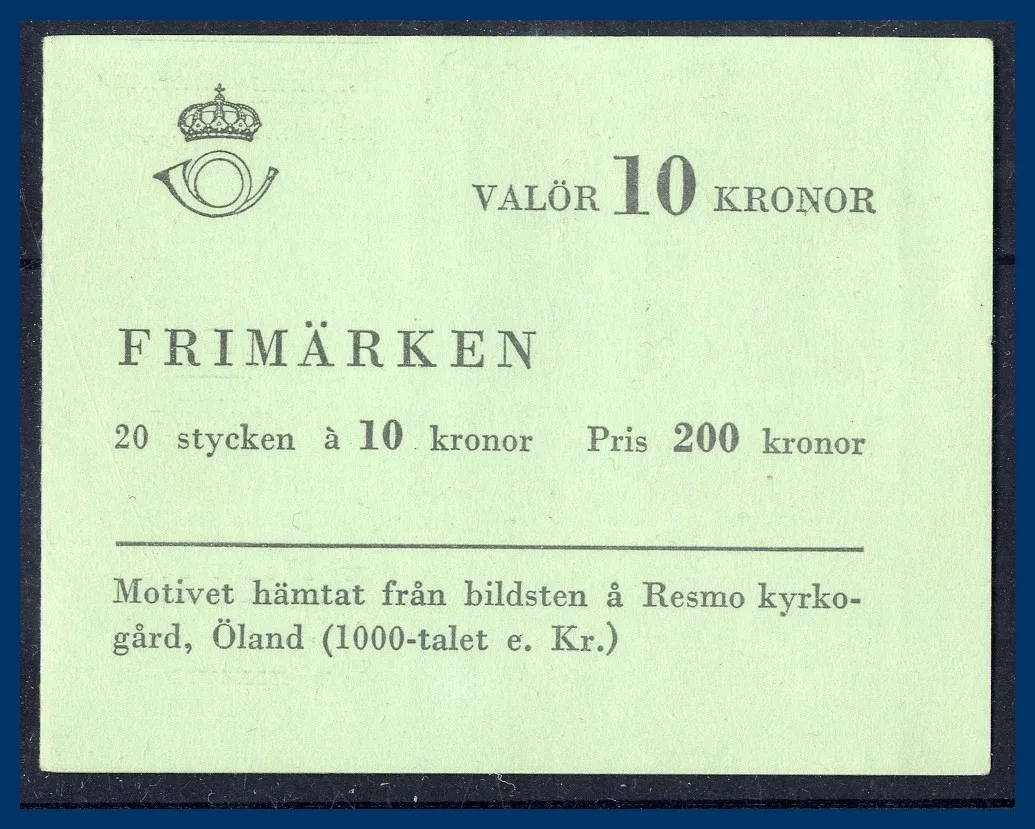 VALÖR 10 KRONOR
FRIMÄRKEN
20 stycken à 10 kronor Pris 200 kronor
Motivet hämtat från bildsten å Resmo kyrko-
gård, Öland (1000-talet e. Kr.)